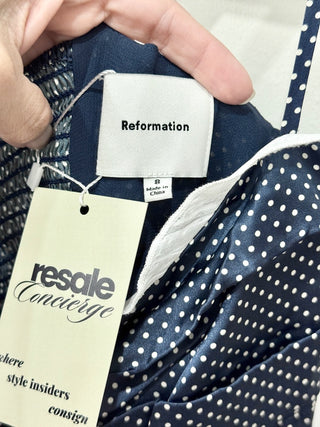 Reformation
8
Made in
China
resale
Concierge
where
style insiders
consign